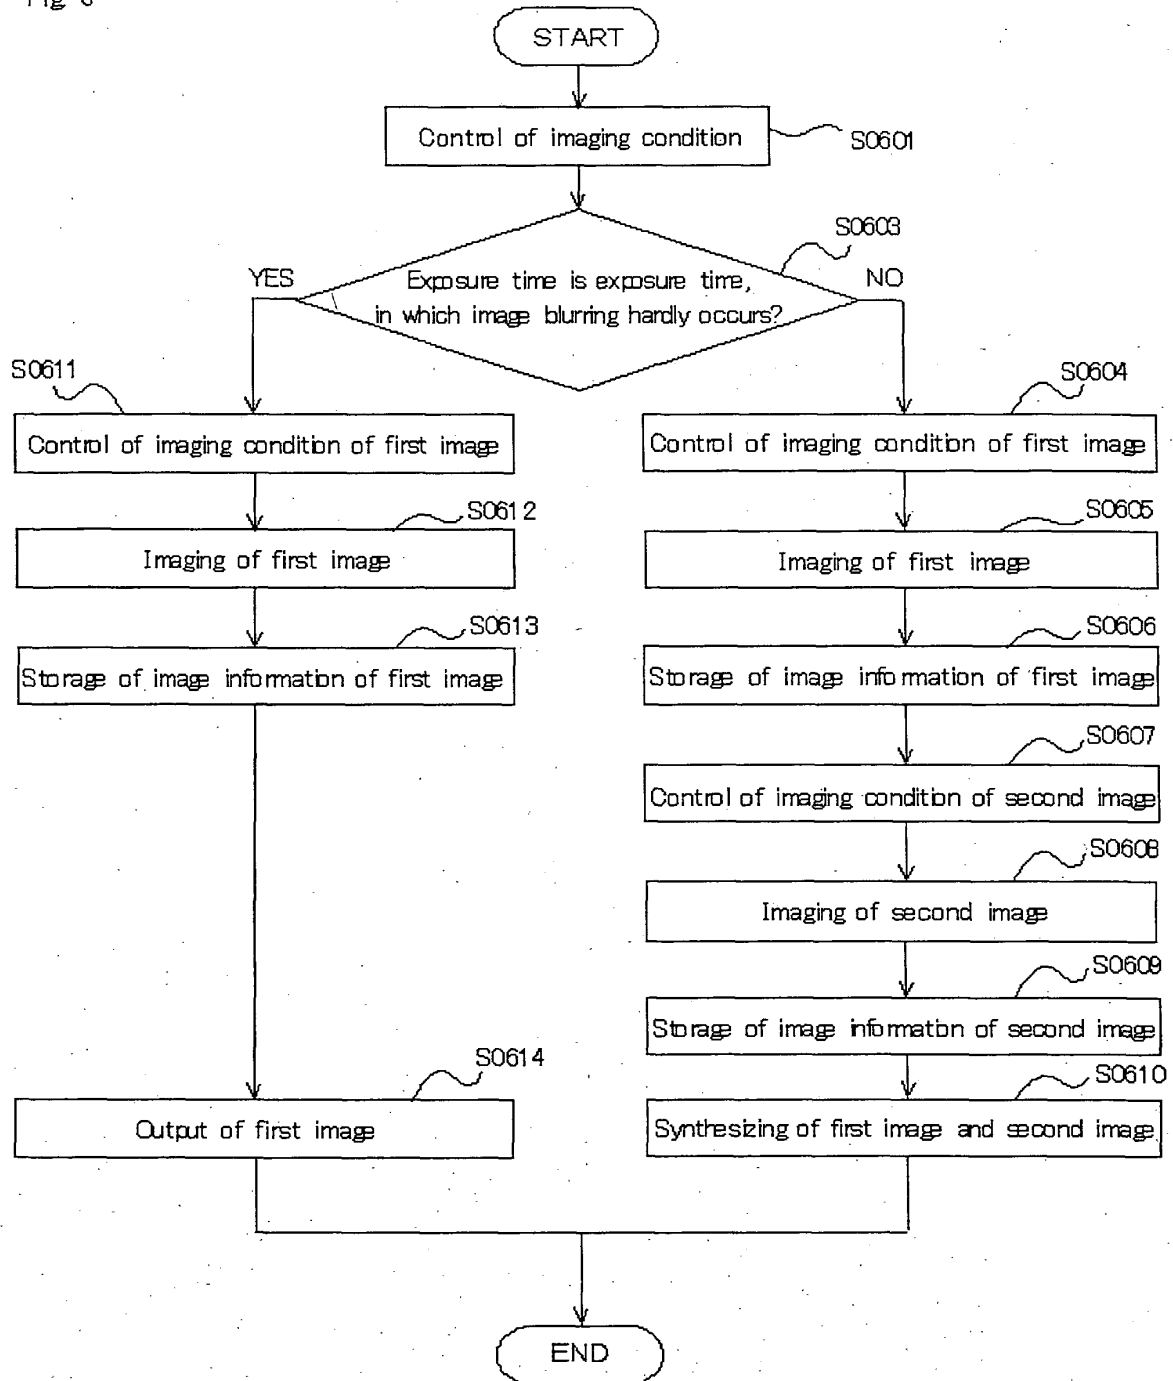 START
Control of imaging condition
S0601
S0603
YES
NO
Exposure time is exposure time,
in which image blurring hardly occurs?
S0611
S0604
Control of imaging condition of first image
Control of imaging condition of first image
S0612
S0605
Imaging of first image
Imaging of first image
S0613
S0606
Storage of image information of first image
Storage of image information of first image
S0607
Control of imaging condition of second image
S0608
Imaging of second image
S0609
Storage of image information of second image
S0614
S0610
Output of first image
Synthesizing of first image and second image
END